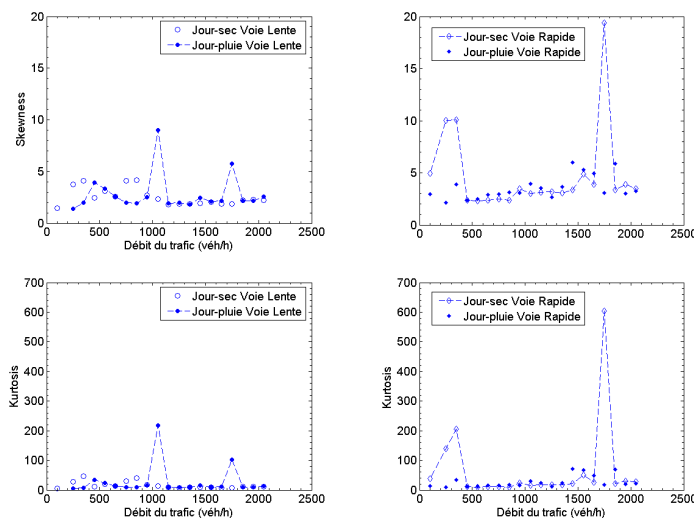 20
15
10
5
0
Skewness
Jour-sec Voie Lente
Jour-pluie Voie Lente
0 500 1000 1500 2000 2500
Débit du trafic (véh/h)
20
15
10
5
0
Jour-sec Voie Rapide
Jour-pluie Voie Rapide
0 500 1000 1500 2000 2500
Débit du trafic (véh/h)
700
600
500
400
300
200
100
0
Kurtosis
Jour-sec Voie Lente
Jour-pluie Voie Lente
0 500 1000 1500 2000 2500
Débit du trafic (véh/h)
700
600
500
400
300
200
100
0
Kurtosis
Jour-sec Voie Rapide
Jour-pluie Voie Rapide
0 500 1000 1500 2000 2500
Débit du trafic (véh/h)